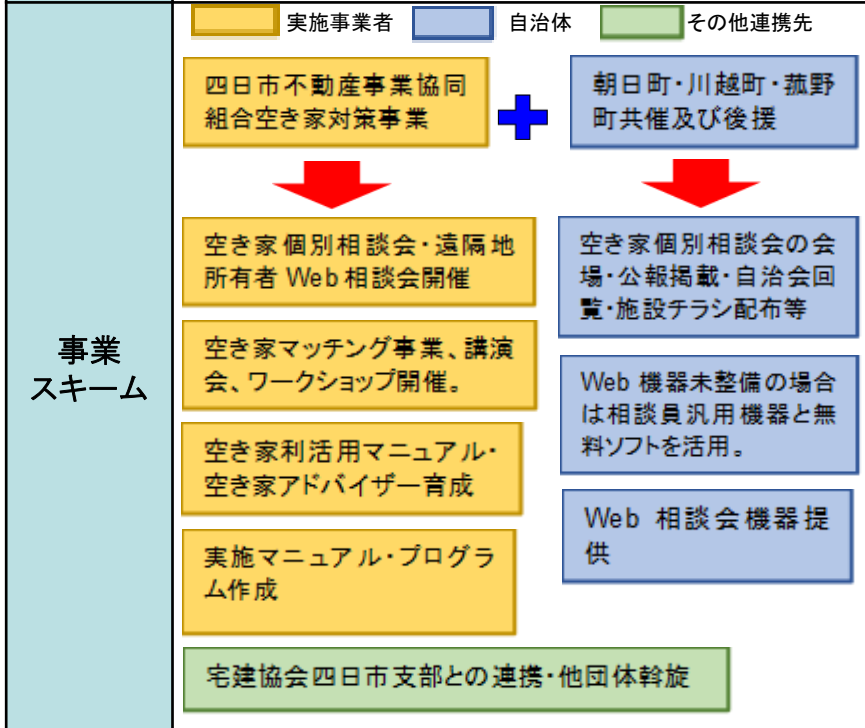 実施事業者
自治体
その他連携先
事業
スキーム
四日市不動産事業協同
組合空き家対策事業
朝日町・川越町・菰野
町共催及び後援
空き家個別相談会・遠隔地
所有者 Web 相談会開催
空き家マッチング事業、講演
会、ワークショップ開催。
空き家利活用マニュアル・
空き家アドバイザー育成
実施マニュアル・プログラ
ム作成
空き家個別相談会の会
場・公報掲載・自治会回
覧・施設チラシ配布等
Web 機器未整備の場合
は相談員汎用機器と無
料ソフトを活用。
Web 相談会機器提
供
宅建協会四日市支部との連携・他団体斡旋